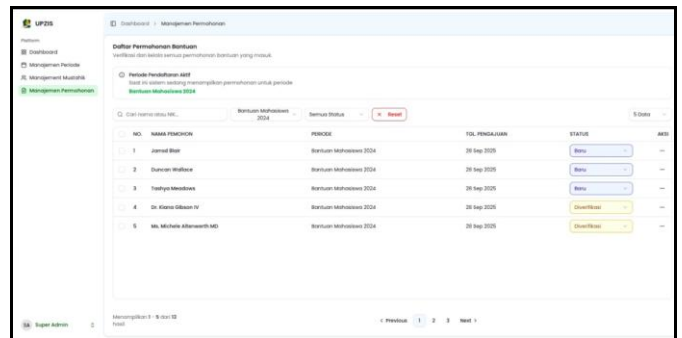 UPZIS
Dashboard > Manajemen Permohonan
Platform
Dashboard
Manajemen Periode
Manajement Mustahik
Manajemen Permohonan
Daftar Permohonan Bantuan
Verifikasi dan kelola semua permohonan bantuan yang masuk.
Periode Pendaftaran Aktif
Saat ini sistem sedang menampilkan permohonan untuk periode
Bantuan Mahasiswa 2024
Cari nama atau NIK...
Bantuan Mahasiswa 2024
Semua Status
× Reset
5 Data
NO. NAMA PEMOHON PERIODE TGL. PENGAJUAN STATUS AKSI
1 Jamud Blair Bantuan Mahasiswa 2024 26 Sep 2025 Baru
2 Duncan Wallace Bantuan Mahasiswa 2024 26 Sep 2025 Baru
3 Tashya Meadows Bantuan Mahasiswa 2024 26 Sep 2025 Baru
4 Dr. Kiana Gibson IV Bantuan Mahasiswa 2024 26 Sep 2025 Diverifikasi
5 Ms. Michele Altenwerth MD Bantuan Mahasiswa 2024 26 Sep 2025 Diverifikasi
Menampilkan 1 - 5 dari 12
hasil
< Previous 1 2 3 Next >
SA Super Admin